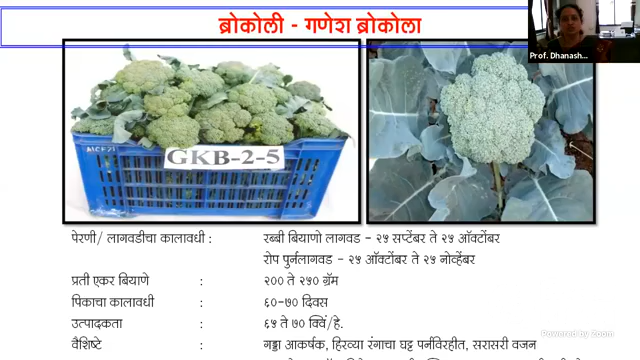 ब्रोकोली - गणेश ब्रोकोला
Prof. Dhanash...
GKB-2-5
पेरणी/ लागवडीचा कालावधी : रब्बी बियाणो लागवड – २५ सप्टेंबर ते २५ ऑक्टोंबर
रोप पुर्नलागवड – २५ ऑक्टोंबर ते २५ नोव्हेंबर
प्रती एकर बियाणे : २०० ते २५० ग्रॅम
पिकाचा कालावधी : ६०-७० दिवस
उत्पादकता : ६५ ते ७० क्विं/हे.
वैशिष्टे : गड्डा आकर्षक, हिरव्या रंगाचा घट्ट पर्नावरहीत, सरासरी वजन
Powered by Zoom